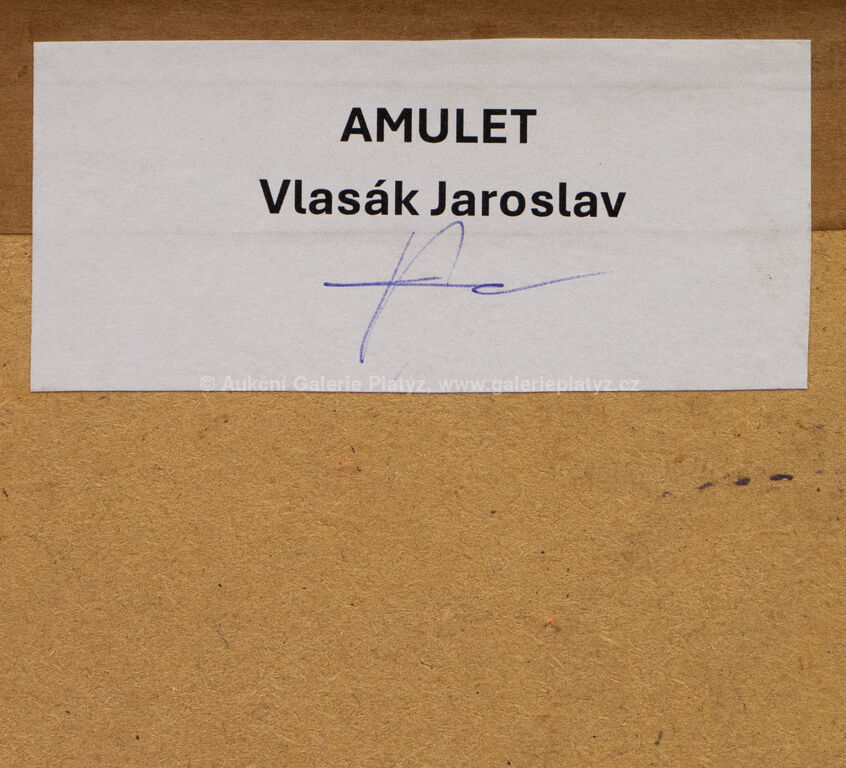 AMULET
Vlasák Jaroslav
© Aukční Galerie Platyz, www.galerieplatyz.cz